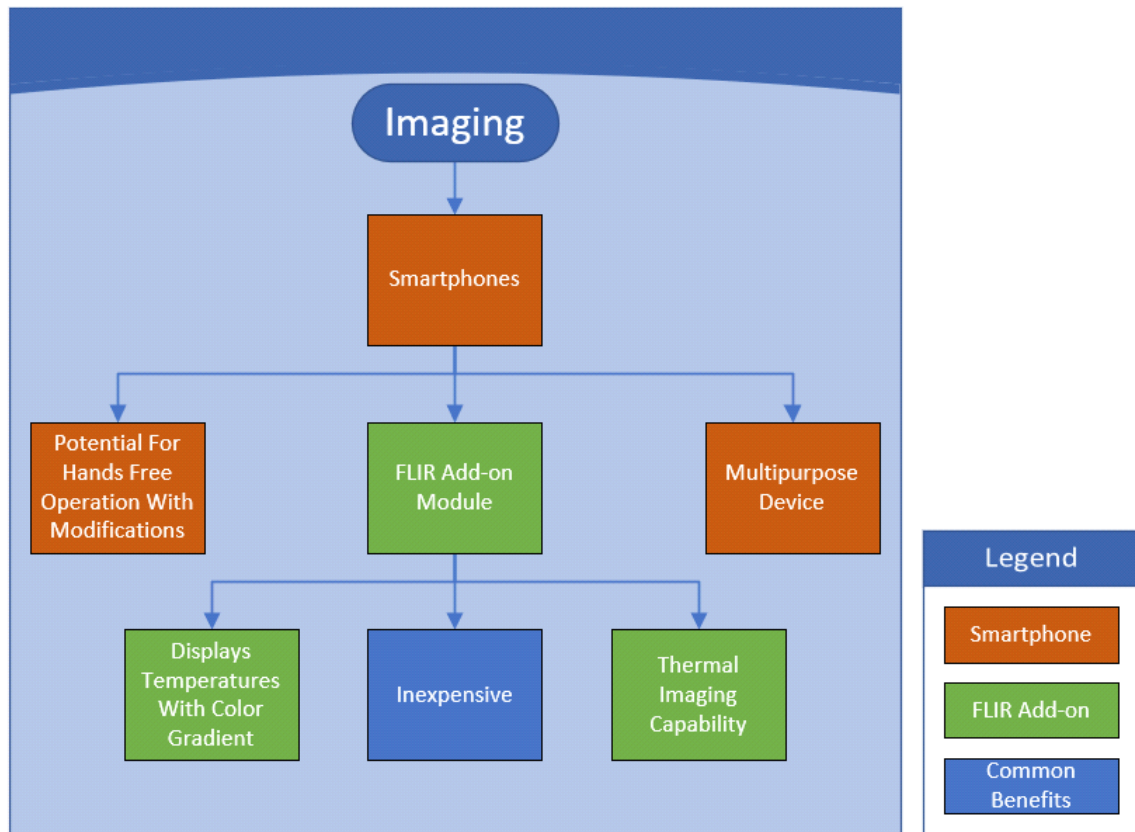 Imaging
Smartphones
Potential For
Hands Free
Operation With
Modifications
FLIR Add-on
Module
Multipurpose
Device
Displays
Temperatures
With Color
Gradient
Inexpensive
Thermal
Imaging
Capability
Legend
Smartphone
FLIR Add-on
Common
Benefits